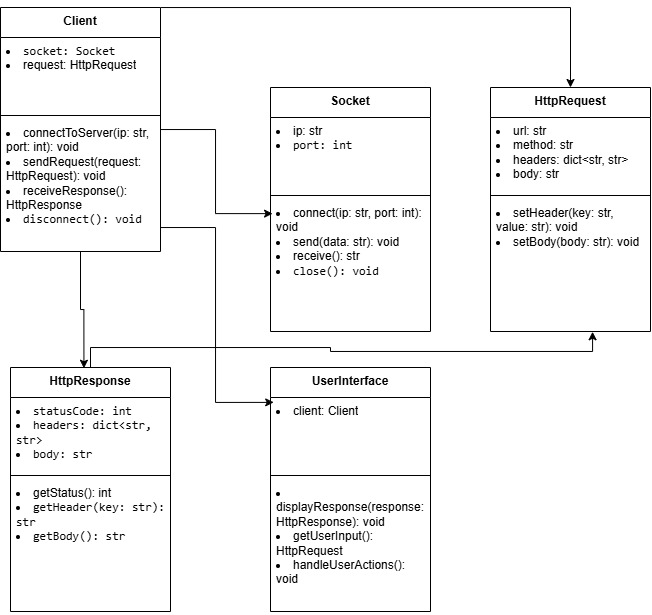 Client
• socket: Socket
• request: HttpRequest
• connectToServer(ip: str,
port: int): void
• sendRequest(request:
HttpRequest): void
• receiveResponse():
HttpResponse
• disconnect(): void
Socket
• ip: str
• port: int
• connect(ip: str, port: int):
void
• send(data: str): void
• receive(): str
• close(): void
HttpRequest
• url: str
• method: str
• headers: dict<str, str>
• body: str
• setHeader(key: str,
value: str): void
• setBody(body: str): void
HttpResponse
• statusCode: int
• headers: dict<str,
str>
• body: str
• getStatus(): int
• getHeader(key: str):
str
• getBody(): str
UserInterface
• client: Client
•
displayResponse(response:
HttpResponse): void
• getUserInput():
HttpRequest
• handleUserActions():
void